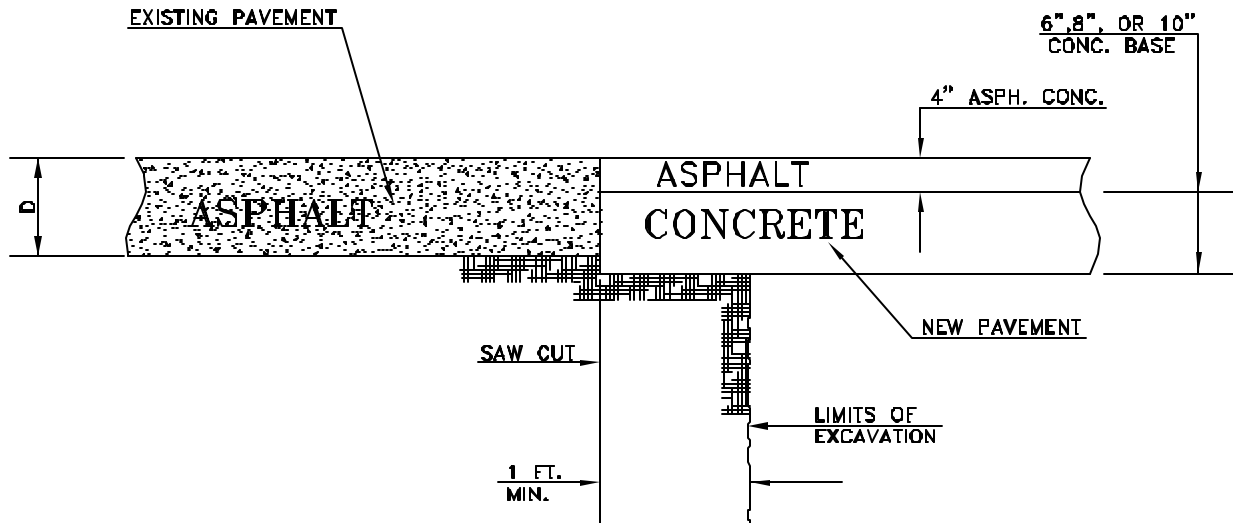 EXISTING PAVEMENT
6", 8", OR 10"
CONC. BASE
4" ASPH. CONC.
ASPHALT
D
ASPHALT
CONCRETE
NEW PAVEMENT
SAW CUT
LIMITS OF
EXCAVATION
1 FT.
MIN.